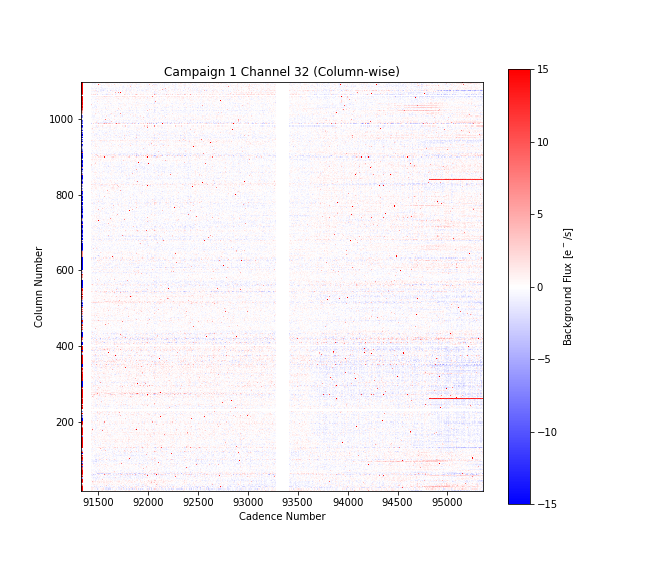 Campaign 1 Channel 32 (Column-wise)
Column Number
1000
800
600
400
200
91500 92000 92500 93000 93500 94000 94500 95000
Cadence Number
15
10
5
0
−5
−10
−15
Background Flux [e⁻/s]